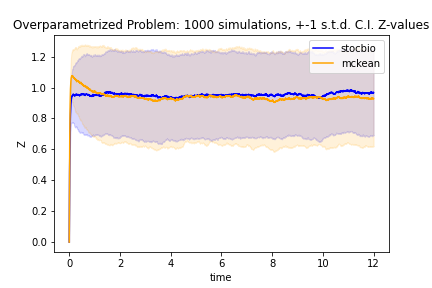 Overparametrized Problem: 1000 simulations, +-1 s.t.d. C.I. Z-values
stocbio
mckean
1.2
1.0
0.8
0.6
0.4
0.2
0.0
Z
0 2 4 6 8 10 12
time